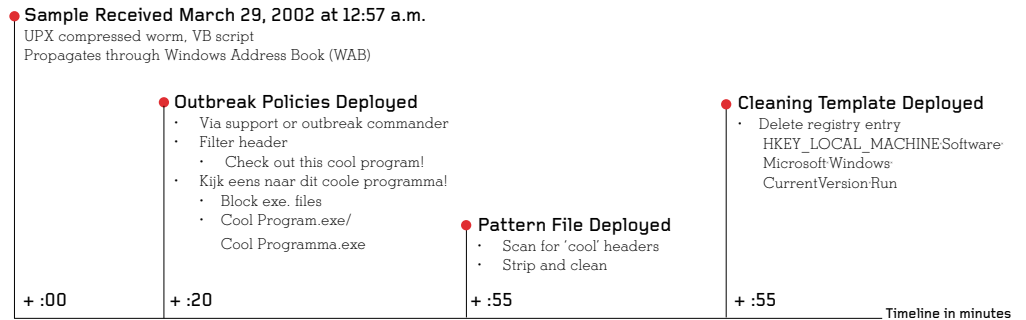 Sample Received March 29, 2002 at 12:57 a.m.
UPX compressed worm, VB script
Propagates through Windows Address Book (WAB)
Outbreak Policies Deployed
• Via support or outbreak commander
• Filter header
• Check out this cool program!
• Kijk eens naar dit coole programma!
• Block exe. files
• Cool Program.exe/
Cool Programma.exe
Pattern File Deployed
• Scan for ‘cool’ headers
• Strip and clean
Cleaning Template Deployed
• Delete registry entry
HKEY_LOCAL_MACHINE·Software·
Microsoft·Windows·
CurrentVersion·Run
+ :00
+ :20
+ :55
+ :55
Timeline in minutes